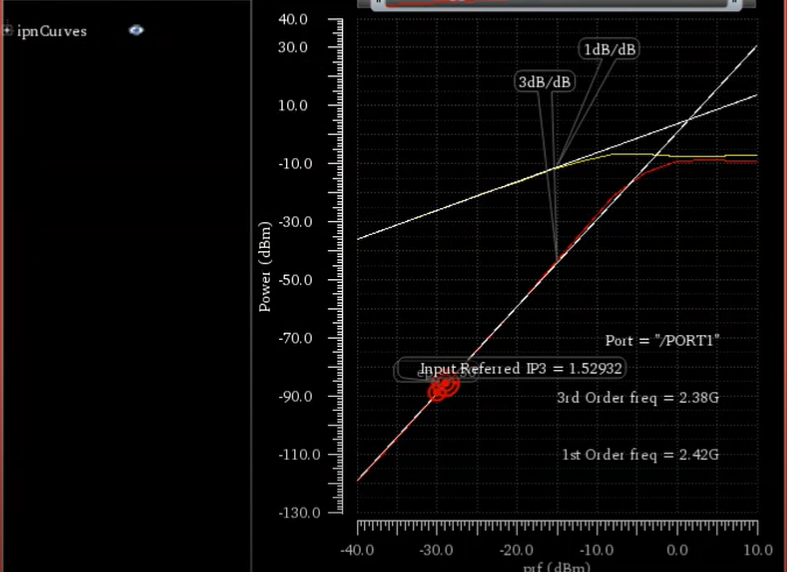 ipnCurves
40.0
30.0
10.0
-10.0
-30.0
-50.0
-70.0
-90.0
-110.0
-130.0
Power (dBm)
1dB/dB
3dB/dB
Port = "/PORT1"
Input Referred IP3 = 1.52932
3rd Order freq = 2.38G
1st Order freq = 2.42G
-40.0 -30.0 -20.0 -10.0 0.0 10.0
prf (dBm)